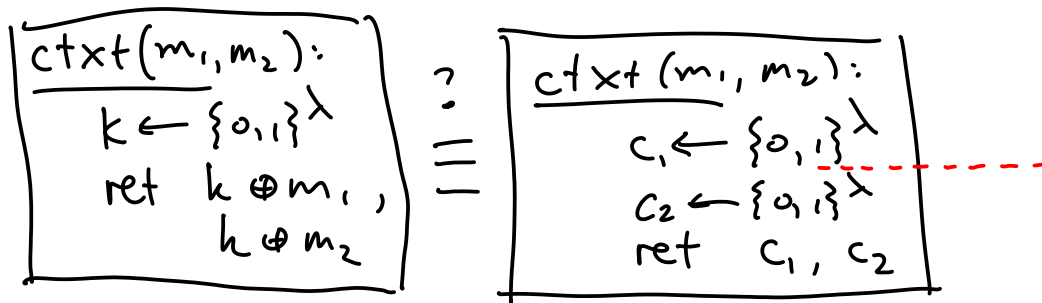 ctxt(m₁, m₂):
k ← {0,1}^λ
ret k ⊕ m₁,
k ⊕ m₂
?
≡
ctxt(m₁, m₂):
c₁ ← {0,1}^λ
c₂ ← {0,1}^λ
ret c₁, c₂